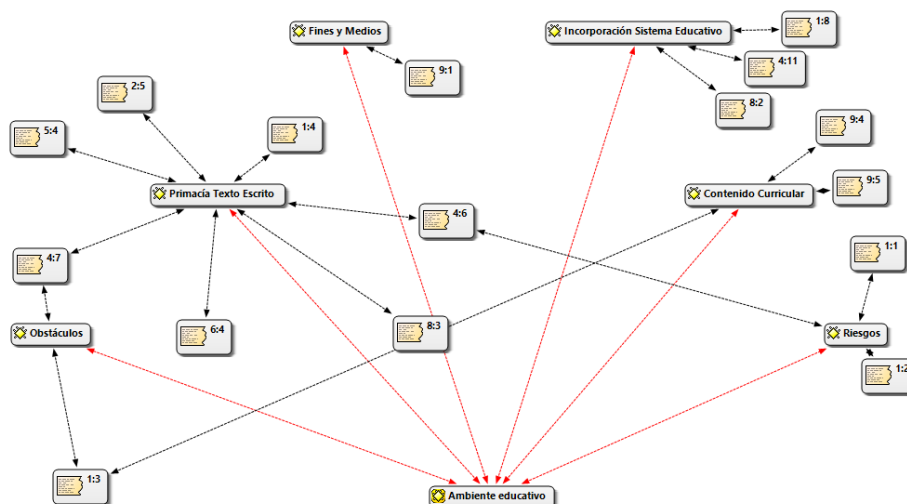 Fines y Medios
Incorporación Sistema Educativo
1:8
4:11
9:1
2:5
8:2
5:4
1:4
9:4
9:5
Primacía Texto Escrito
Contenido Curricular
4:6
4:7
1:1
6:4
8:3
Obstáculos
Riesgos
1:2
1:3
Ambiente educativo